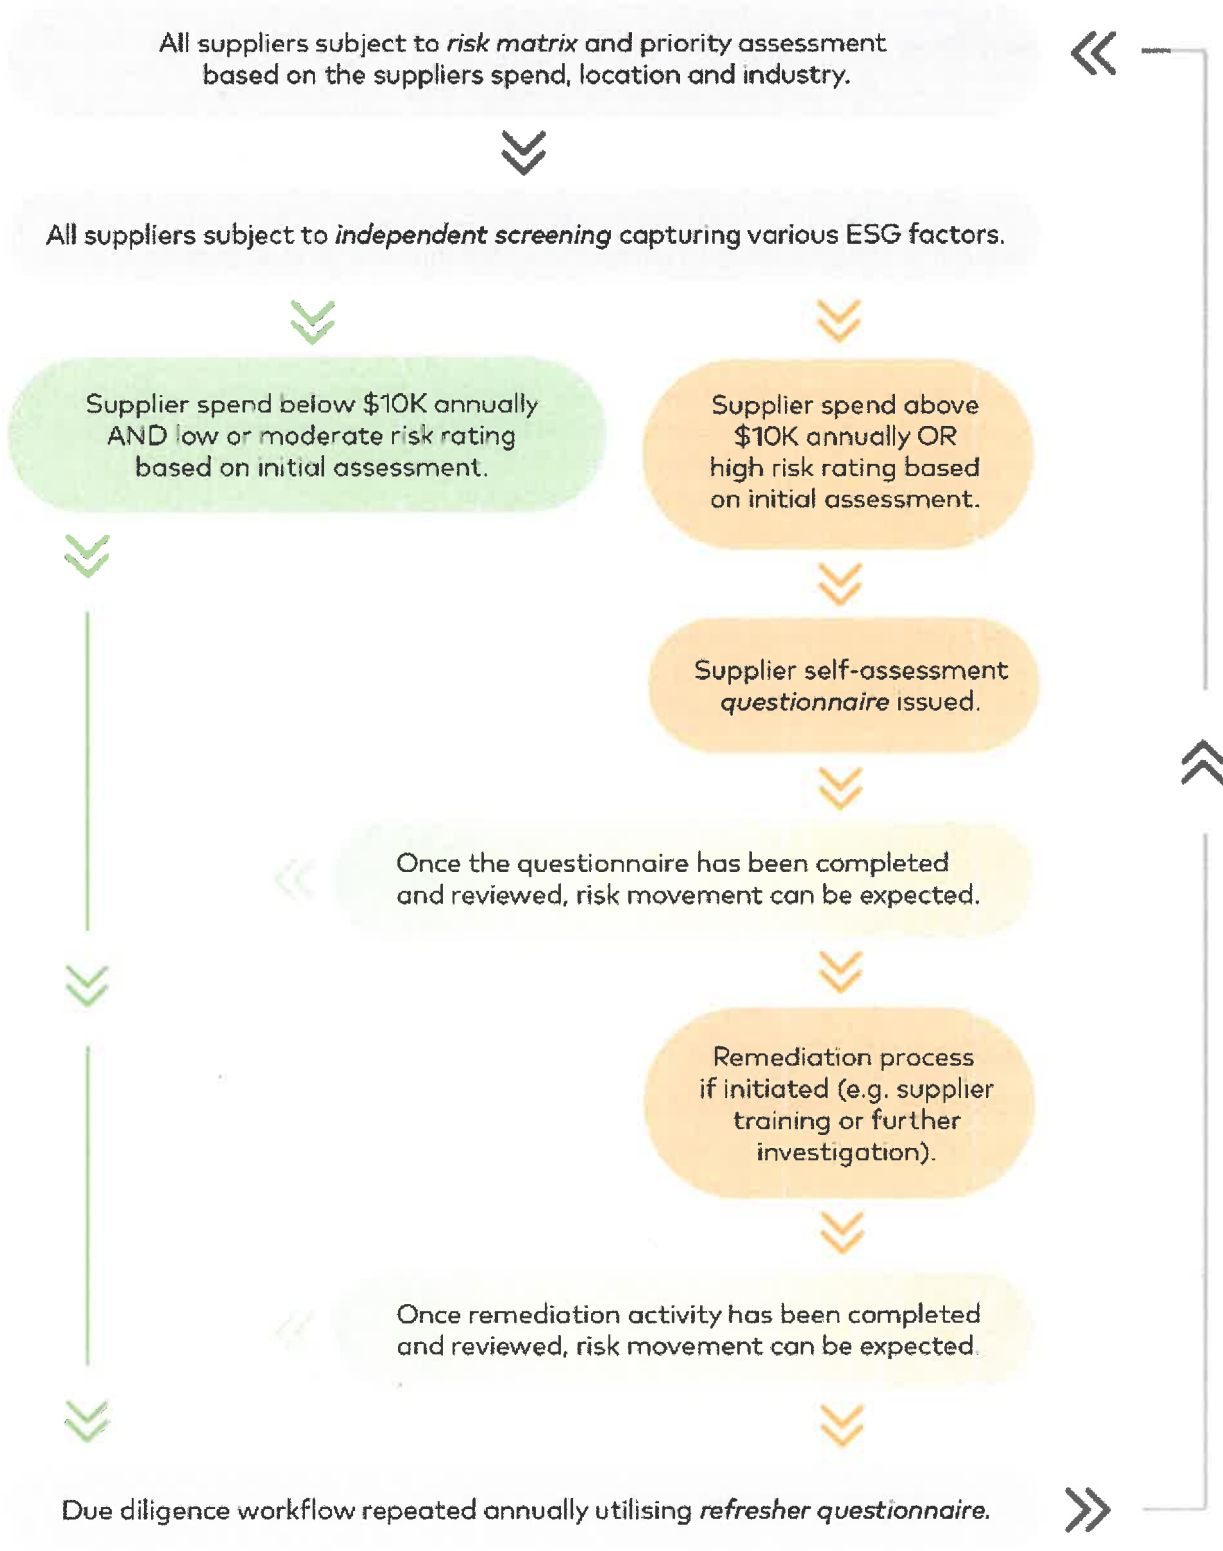 All suppliers subject to risk matrix and priority assessment
based on the suppliers spend, location and industry.
All suppliers subject to independent screening capturing various ESG factors.
Supplier spend below $10K annually
AND low or moderate risk rating
based on initial assessment.
Supplier spend above
$10K annually OR
high risk rating based
on initial assessment.
Supplier self-assessment
questionnaire issued.
Once the questionnaire has been completed
and reviewed, risk movement can be expected.
Remediation process
if initiated (e.g. supplier
training or further
investigation).
Once remediation activity has been completed
and reviewed, risk movement can be expected.
Due diligence workflow repeated annually utilising refresher questionnaire.